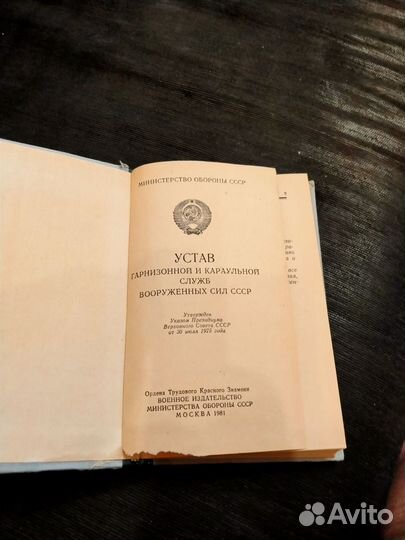 МИНИСТЕРСТВО ОБОРОНЫ СССР
УСТАВ
ГАРНИЗОННОЙ И КАРАУЛЬНОЙ
СЛУЖБ
ВООРУЖЕННЫХ СИЛ СССР
Утвержден
Указом Президиума
Верховного Совета СССР
от 30 июля 1975 года
Ордена Трудового Красного Знамени
ВОЕННОЕ ИЗДАТЕЛЬСТВО
МИНИСТЕРСТВА ОБОРОНЫ СССР
МОСКВА 1981
Avito